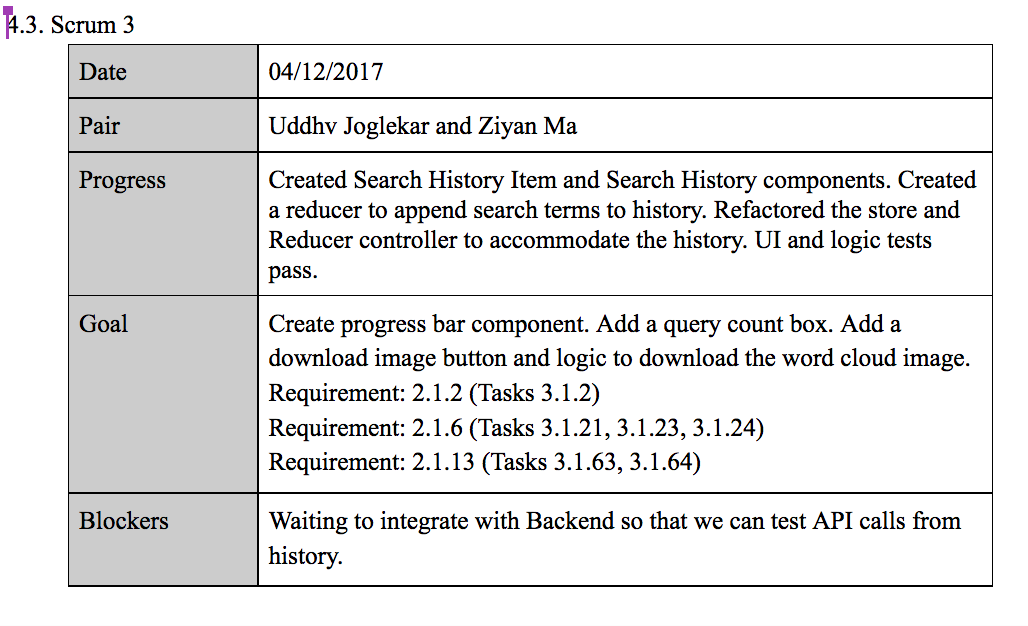 4.3. Scrum 3
Date
04/12/2017
Pair
Uddhv Joglekar and Ziyan Ma
Progress
Created Search History Item and Search History components. Created
a reducer to append search terms to history. Refactored the store and
Reducer controller to accommodate the history. UI and logic tests
pass.
Goal
Create progress bar component. Add a query count box. Add a
download image button and logic to download the word cloud image.
Requirement: 2.1.2 (Tasks 3.1.2)
Requirement: 2.1.6 (Tasks 3.1.21, 3.1.23, 3.1.24)
Requirement: 2.1.13 (Tasks 3.1.63, 3.1.64)
Blockers
Waiting to integrate with Backend so that we can test API calls from
history.